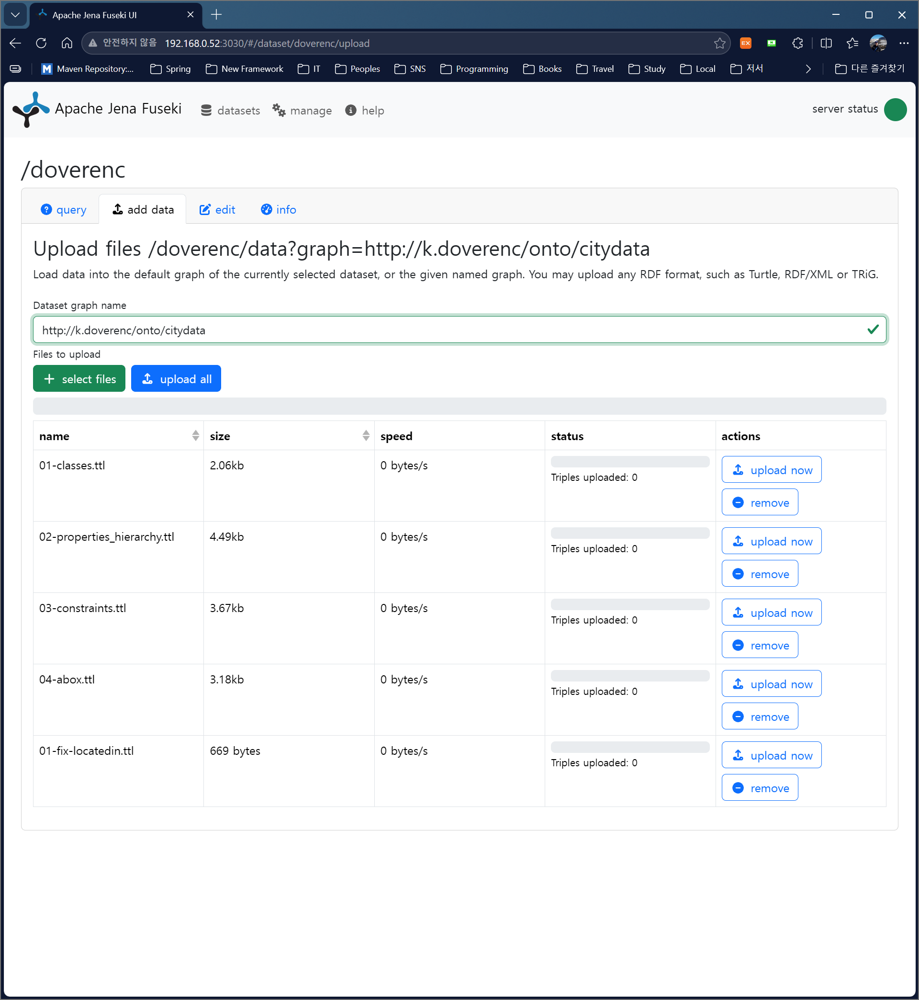 Apache Jena Fuseki UI
안전하지 않음 192.168.0.52:3030/#/dataset/doverenc/upload
EX
N
M Maven Repository:... Spring New Framework IT Peoples SNS Programming Books Travel Study Local 저서 다른 즐겨찾기
Apache Jena Fuseki datasets manage help server status
/doverenc
query add data edit info
Upload files /doverenc/data?graph=http://k.doverenc/onto/citydata
Load data into the default graph of the currently selected dataset, or the given named graph. You may upload any RDF format, such as Turtle, RDF/XML or TRiG.
Dataset graph name
http://k.doverenc/onto/citydata
Files to upload
select files upload all
name size speed status actions
01-classes.ttl 2.06kb 0 bytes/s Triples uploaded: 0 upload now
remove
02-properties_hierarchy.ttl 4.49kb 0 bytes/s Triples uploaded: 0 upload now
remove
03-constraints.ttl 3.67kb 0 bytes/s Triples uploaded: 0 upload now
remove
04-abox.ttl 3.18kb 0 bytes/s Triples uploaded: 0 upload now
remove
01-fix-locatedin.ttl 669 bytes 0 bytes/s Triples uploaded: 0 upload now
remove